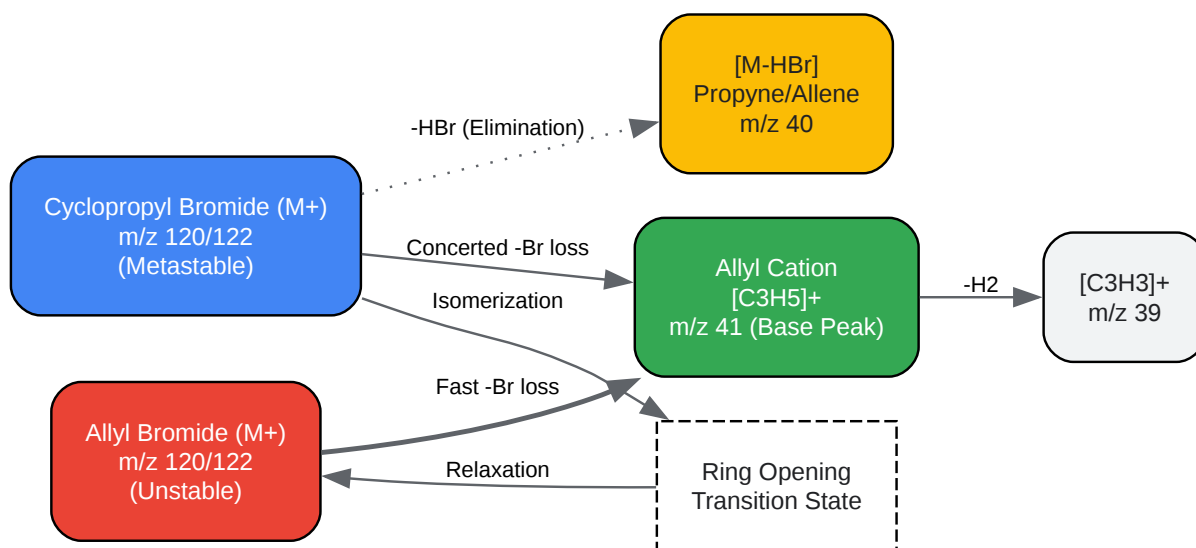 [M-HBr]
Propyne/Allene
m/z 40
-HBr (Elimination)
Cyclopropyl Bromide (M+)
m/z 120/122
(Metastable)
Concerted -Br loss
Isomerization
Allyl Cation
[C3H5]+
m/z 41 (Base Peak)
-H2
[C3H3]+
m/z 39
Fast -Br loss
Allyl Bromide (M+)
m/z 120/122
(Unstable)
Relaxation
Ring Opening
Transition State